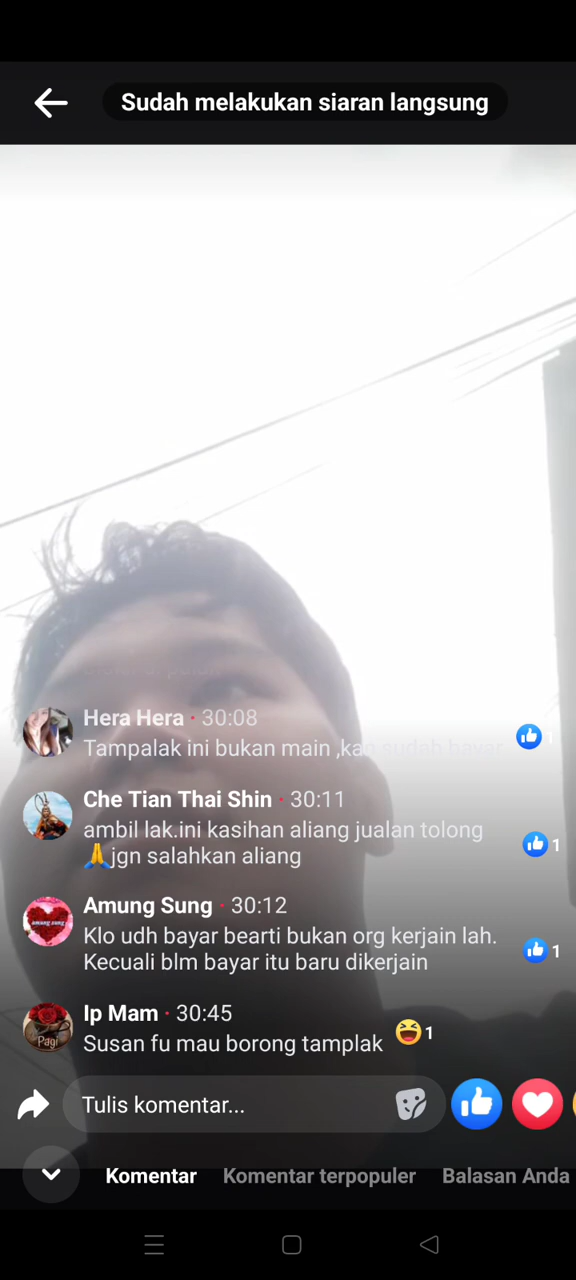 Sudah melakukan siaran langsung
Hera Hera · 30:08
Tampalak ini bukan main ,kao sudah bayar
1
Che Tian Thai Shin · 30:11
ambil lak.ini kasihan aliang jualan tolong
🙏jgn salahkan aliang
1
Amung Sung · 30:12
Klo udh bayar bearti bukan org kerjain lah.
Kecuali blm bayar itu baru dikerjain
1
Pagi
Ip Mam · 30:45
Susan fu mau borong tamplak
😆1
Tulis komentar...
Komentar
Komentar terpopuler
Balasan Anda